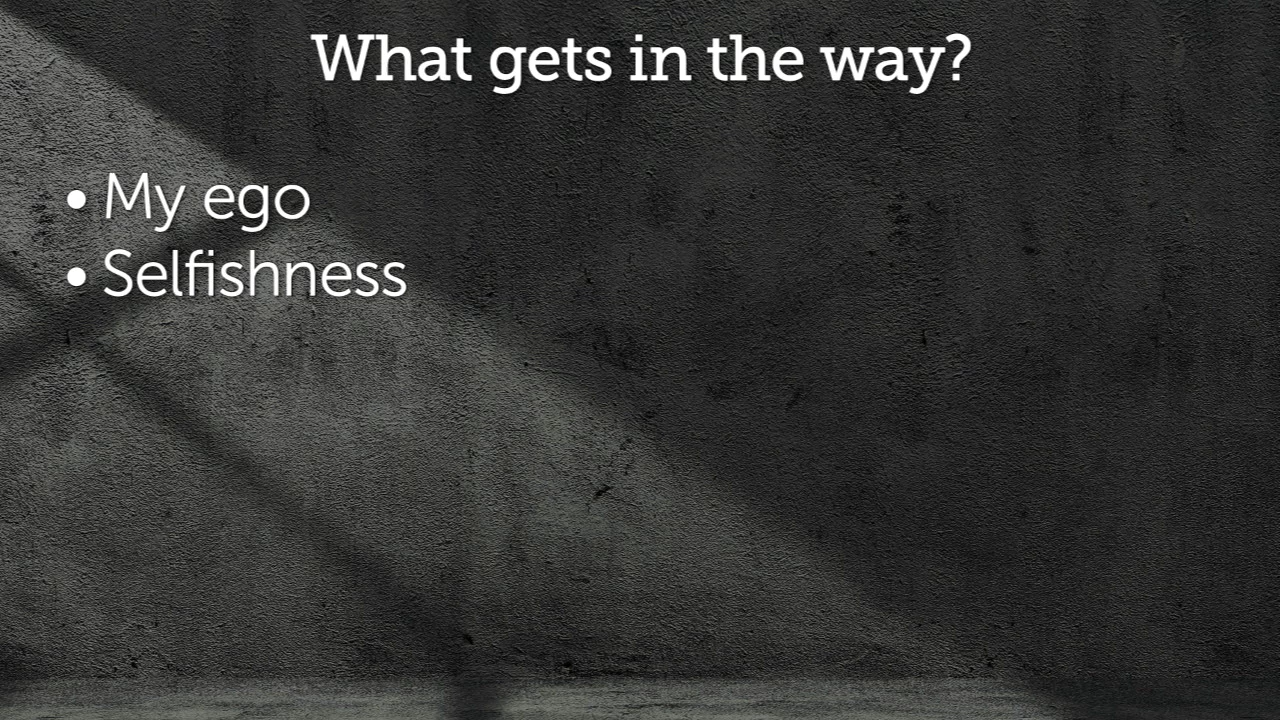 What gets in the way?
• My ego
• Selfishness